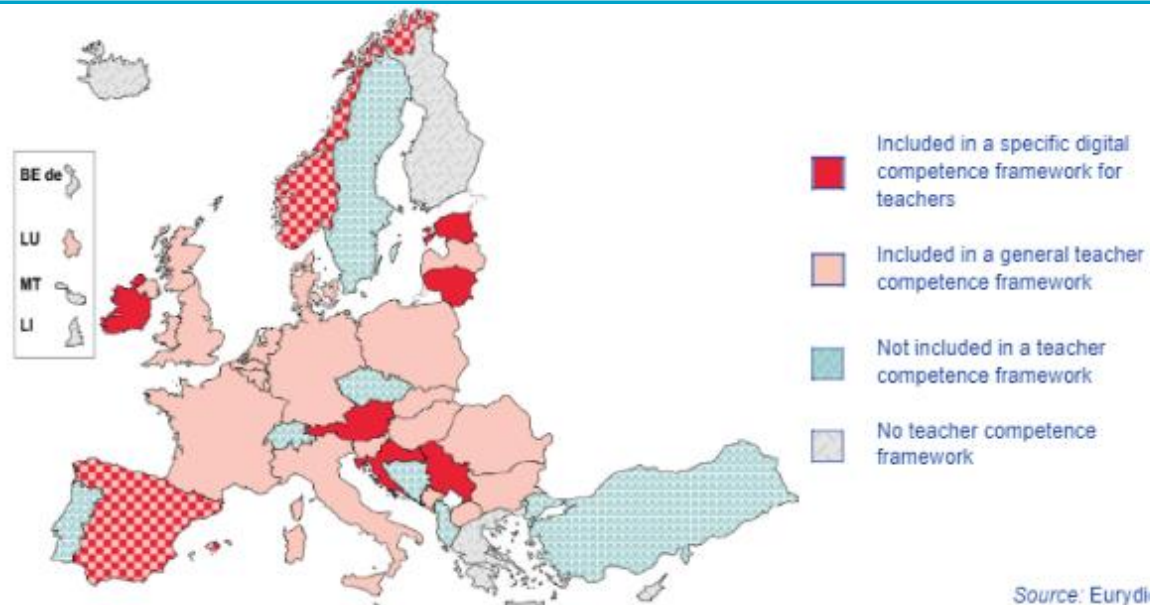 BE de
LU
MT
LI
Included in a specific digital
competence framework for
teachers
Included in a general teacher
competence framework
Not included in a teacher
competence framework
No teacher competence
framework
Source: Eurydi